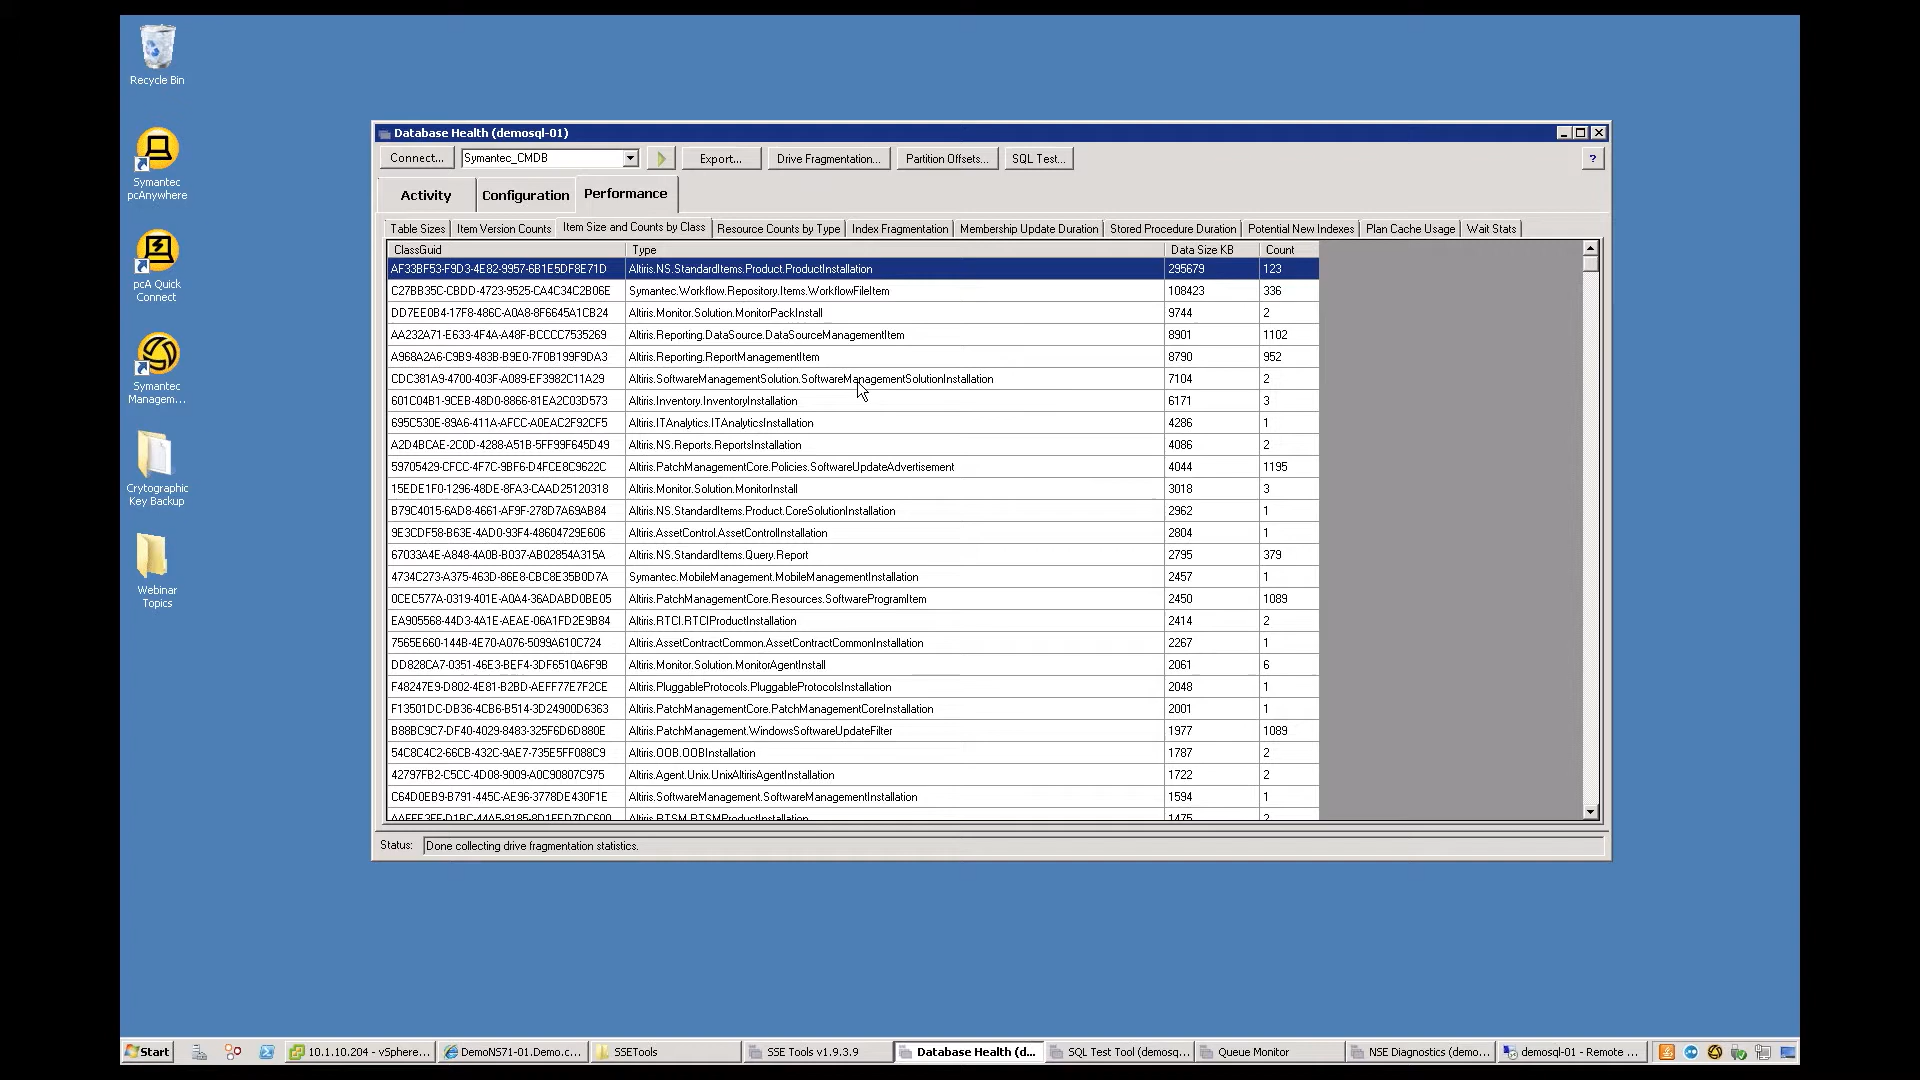 Recycle Bin
Symantec pcAnywhere
pcA Quick Connect
Symantec Managem...
Crytographic Key Backup
Webinar Topics
Database Health (demosql-01)
Connect... Symantec_CMDB Export... Drive Fragmentation... Partition Offsets... SQL Test... ?
Activity Configuration Performance
Table Sizes Item Version Counts Item Size and Counts by Class Resource Counts by Type Index Fragmentation Membership Update Duration Stored Procedure Duration Potential New Indexes Plan Cache Usage Wait Stats
ClassGuid Type Data Size KB Count
AF33BF53-F9D3-4E82-9957-6B1E5DF8E71D Altiris.NS.StandardItems.Product.ProductInstallation 295679 123
C27BB35C-CBDD-4723-9525-CA4C34C2B06E Symantec.Workflow.Repository.Items.WorkflowFileItem 108423 336
DD7EE0B4-17F8-486C-A0A8-8F6645A1CB24 Altiris.Monitor.Solution.MonitorPackInstall 9744 2
AA232A71-E633-4F4A-A48F-BCCCC7535269 Altiris.Reporting.DataSource.DataSourceManagementItem 8901 1102
A968A2A6-C9B9-483B-B9E0-7F0B199F9DA3 Altiris.Reporting.ReportManagementItem 8790 952
CDC381A9-4700-403F-A089-EF3982C11A29 Altiris.SoftwareManagementSolution.SoftwareManagementSolutionInstallation 7104 2
601C04B1-9CEB-48D0-8866-81EA2C03D573 Altiris.Inventory.InventoryInstallation 6171 3
695C530E-89A6-411A-AFCC-A0EAC2F92CF5 Altiris.ITAnalytics.ITAnalyticsInstallation 4286 1
A2D4BCAE-2C0D-4288-A51B-5FF99F645D49 Altiris.NS.Reports.ReportsInstallation 4086 2
59705429-CFCC-4F7C-9BF6-D4FCE8C9622C Altiris.PatchManagementCore.Policies.SoftwareUpdateAdvertisement 4044 1195
15EDE1F0-1296-48DE-8FA3-CAAD25120318 Altiris.Monitor.Solution.MonitorInstall 3018 3
B79C4015-6AD8-4661-AF9F-278D7A69AB84 Altiris.NS.StandardItems.Product.CoreSolutionInstallation 2962 1
9E3CDF58-B63E-4AD0-93F4-48604729E606 Altiris.AssetControl.AssetControlInstallation 2804 1
67033A4E-A848-4A0B-B037-AB02854A315A Altiris.NS.StandardItems.Query.Report 2795 379
4734C273-A375-463D-86E8-CBC8E35B0D7A Symantec.MobileManagement.MobileManagementInstallation 2457 1
0CEC577A-0319-401E-A0A4-36ADABD0BE05 Altiris.PatchManagementCore.Resources.SoftwareProgramItem 2450 1089
EA905568-44D3-4A1E-AEAE-06A1FD2E9B84 Altiris.RTCI.RTCIProductInstallation 2414 2
7565E660-144B-4E70-A076-5099A610C724 Altiris.AssetContractCommon.AssetContractCommonInstallation 2267 1
DD828CA7-0351-46E3-BEF4-3DF6510A6F9B Altiris.Monitor.Solution.MonitorAgentInstall 2061 6
F48247E9-D802-4E81-B2BD-AEFF77E7F2CE Altiris.PluggableProtocols.PluggableProtocolsInstallation 2048 1
F13501DC-DB36-4CB6-B514-3D24900D6363 Altiris.PatchManagementCore.PatchManagementCoreInstallation 2001 1
B88BC9C7-DF40-4029-8483-325F6D6D880E Altiris.PatchManagement.WindowsSoftwareUpdateFilter 1977 1089
54C8C4C2-66CB-432C-9AE7-735E5FF088C9 Altiris.OOB.OOBInstallation 1787 2
42797FB2-C5CC-4D08-9009-A0C90807C975 Altiris.Agent.Unix.UnixAltirisAgentInstallation 1722 2
C64D0EB9-B791-445C-AE96-3778DE430F1E Altiris.SoftwareManagement.SoftwareManagementInstallation 1594 1
Altiris.RTSM.RTSMProductInstallation 1475 2
Status: Done collecting drive fragmentation statistics.
Start 10.1.10.204 - vSphere... DemoNS71-01.Demo.c... SSETools SSE Tools v1.9.3.9 Database Health (d... SQL Test Tool (demosq... Queue Monitor NSE Diagnostics (demo... demosql-01 - Remote ...